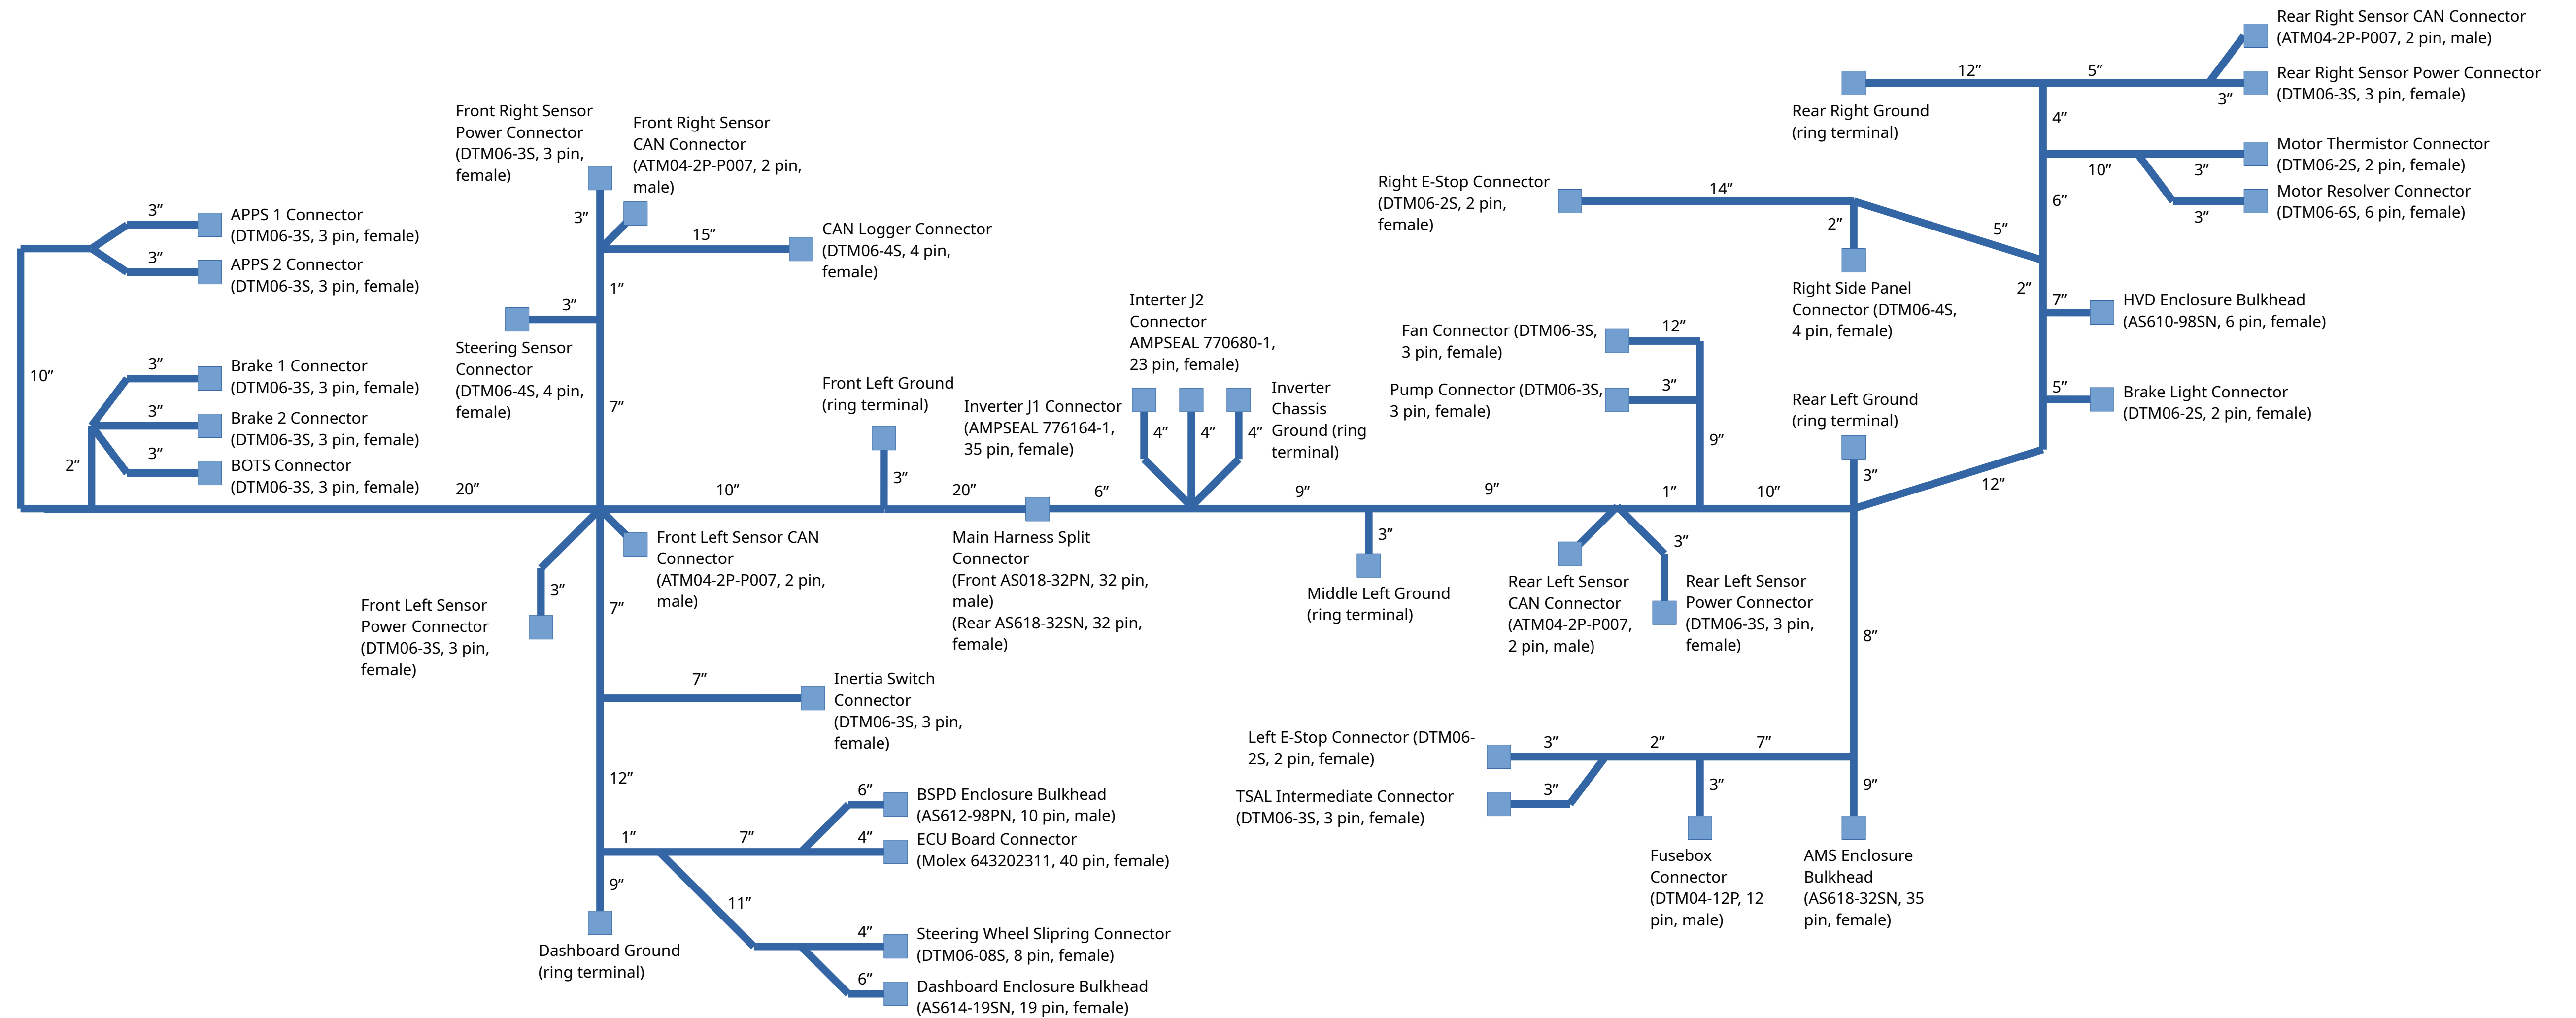 Rear Right Sensor CAN Connector
(ATM04-2P-P007, 2 pin, male)
12”
5”
Rear Right Sensor Power Connector
(DTM06-3S, 3 pin, female)
3”
Rear Right Ground
(ring terminal)
4”
Motor Thermistor Connector
(DTM06-2S, 2 pin, female)
10”
3”
Motor Resolver Connector
(DTM06-6S, 6 pin, female)
3”
6”
Right E-Stop Connector
(DTM06-2S, 2 pin,
female)
14”
2”
5”
Right Side Panel
Connector (DTM06-4S,
4 pin, female)
2”
7”
HVD Enclosure Bulkhead
(AS610-98SN, 6 pin, female)
5”
Brake Light Connector
(DTM06-2S, 2 pin, female)
12”
Front Right Sensor
Power Connector
(DTM06-3S, 3 pin,
female)
Front Right Sensor
CAN Connector
(ATM04-2P-P007, 2 pin,
male)
3”
15”
CAN Logger Connector
(DTM06-4S, 4 pin,
female)
1”
3”
Steering Sensor
Connector
(DTM06-4S, 4 pin,
female)
7”
3”
APPS 1 Connector
(DTM06-3S, 3 pin, female)
3”
APPS 2 Connector
(DTM06-3S, 3 pin, female)
10”
3”
Brake 1 Connector
(DTM06-3S, 3 pin, female)
3”
Brake 2 Connector
(DTM06-3S, 3 pin, female)
3”
BOTS Connector
(DTM06-3S, 3 pin, female)
2”
20”
10”
Front Left Ground
(ring terminal)
3”
20”
Inverter J1 Connector
(AMPSEAL 776164-1,
35 pin, female)
Interter J2
Connector
AMPSEAL 770680-1,
23 pin, female)
Inverter
Chassis
Ground (ring
terminal)
4”
4”
4”
6”
9”
9”
1”
10”
Fan Connector (DTM06-3S,
3 pin, female)
12”
Pump Connector (DTM06-3S,
3 pin, female)
3”
9”
Rear Left Ground
(ring terminal)
3”
Front Left Sensor CAN
Connector
(ATM04-2P-P007, 2 pin,
male)
Front Left Sensor
Power Connector
(DTM06-3S, 3 pin,
female)
3”
7”
Main Harness Split
Connector
(Front AS018-32PN, 32 pin,
male)
(Rear AS618-32SN, 32 pin,
female)
3”
Middle Left Ground
(ring terminal)
Rear Left Sensor
CAN Connector
(ATM04-2P-P007,
2 pin, male)
3”
Rear Left Sensor
Power Connector
(DTM06-3S, 3 pin,
female)
8”
7”
Inertia Switch
Connector
(DTM06-3S, 3 pin,
female)
12”
6”
BSPD Enclosure Bulkhead
(AS612-98PN, 10 pin, male)
1”
7”
4”
ECU Board Connector
(Molex 643202311, 40 pin, female)
9”
11”
Dashboard Ground
(ring terminal)
4”
Steering Wheel Slipring Connector
(DTM06-08S, 8 pin, female)
6”
Dashboard Enclosure Bulkhead
(AS614-19SN, 19 pin, female)
Left E-Stop Connector (DTM06-
2S, 2 pin, female)
3”
2”
7”
TSAL Intermediate Connector
(DTM06-3S, 3 pin, female)
3”
3”
9”
Fusebox
Connector
(DTM04-12P, 12
pin, male)
AMS Enclosure
Bulkhead
(AS618-32SN, 35
pin, female)